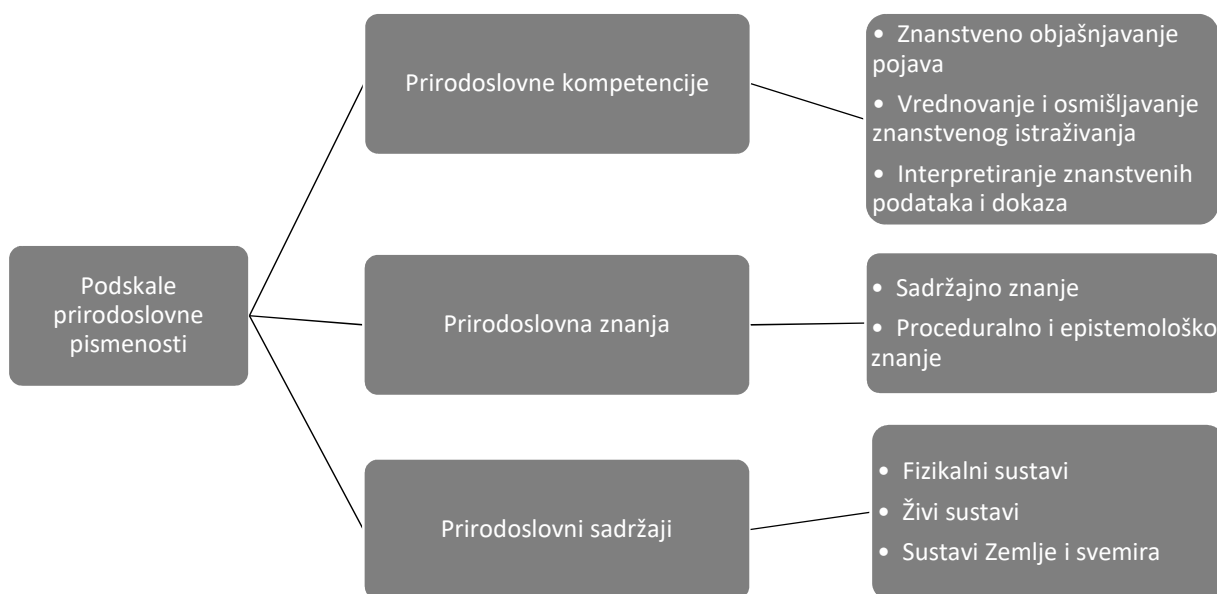 Podskale
prirodoslovne
pismenosti
Prirodoslovne kompetencije
• Znanstveno objašnjavanje
pojava
• Vrednovanje i osmišljavanje
znanstvenog istraživanja
• Interpretiranje znanstvenih
podataka i dokaza
Prirodoslovna znanja
• Sadržajno znanje
• Proceduralno i epistemološko
znanje
Prirodoslovni sadržaji
• Fizikalni sustavi
• Živi sustavi
• Sustavi Zemlje i svemira